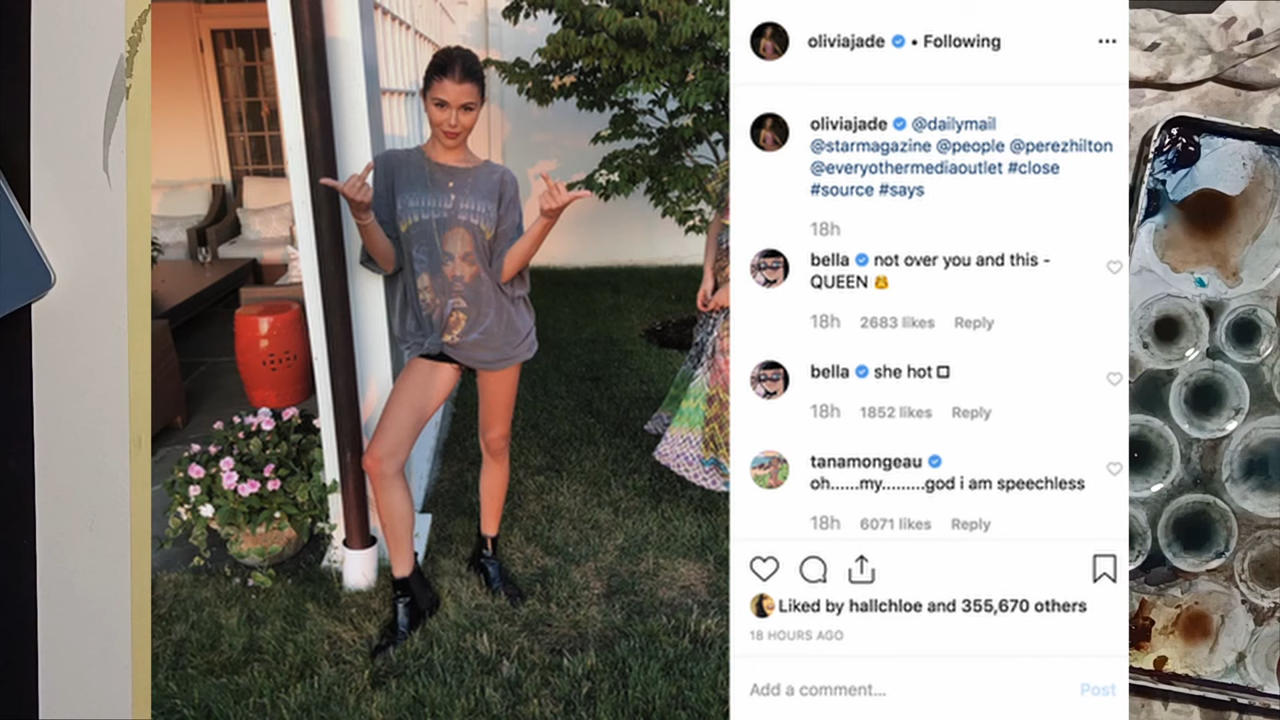 oliviajade • Following
oliviajade @dailymail
@starmagazine @people @perezhilton
@everyothermediaoutlet #close
#source #says
18h
bella not over you and this -
QUEEN
18h 2683 likes Reply
bella she hot
18h 1852 likes Reply
tanamongeau
oh......my.........god i am speechless
18h 6071 likes Reply
Liked by hallchloe and 355,670 others
18 HOURS AGO
Add a comment... Post